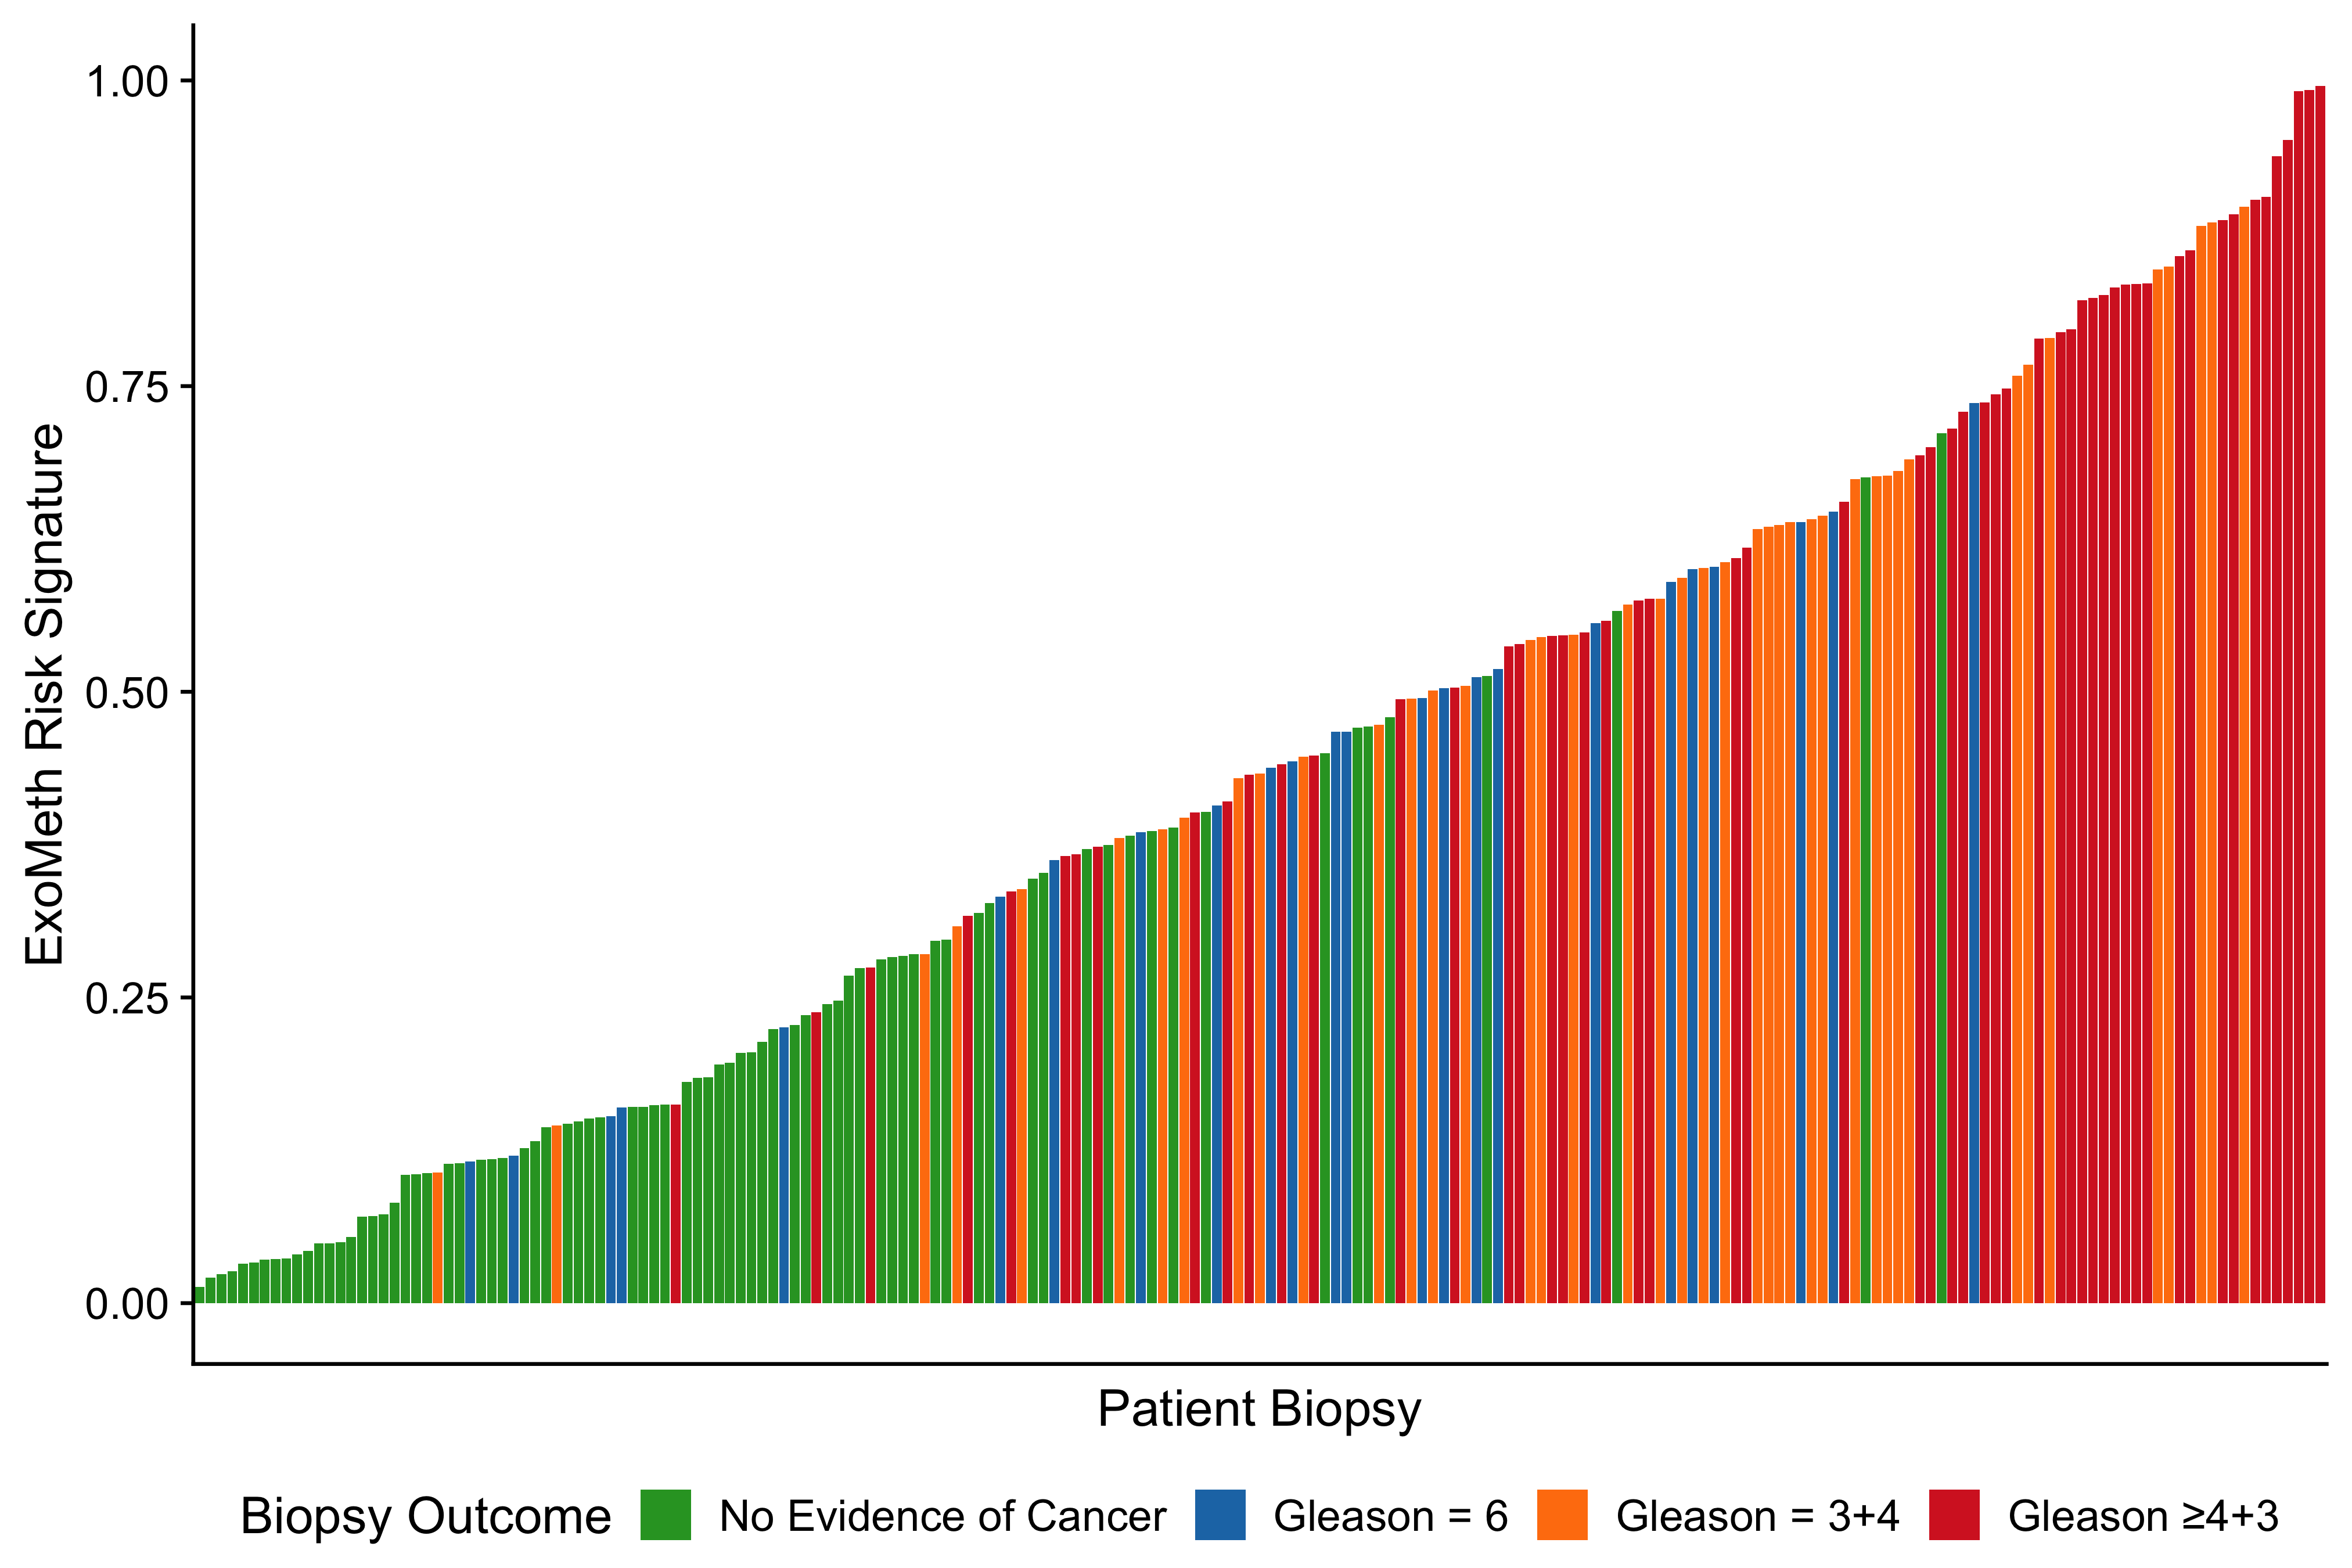 ExoMeth Risk Signature
1.00
0.75
0.50
0.25
0.00
Patient Biopsy
Biopsy Outcome No Evidence of Cancer Gleason = 6 Gleason = 3+4 Gleason ≥4+3